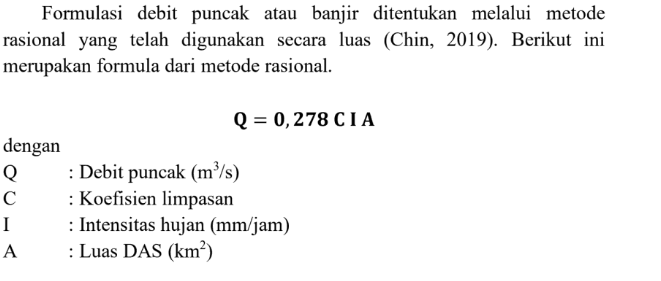 Formulasi debit puncak atau banjir ditentukan melalui metode
rasional yang telah digunakan secara luas (Chin, 2019). Berikut ini
merupakan formula dari metode rasional.
Q = 0,278 C I A
dengan
Q : Debit puncak (m³/s)
C : Koefisien limpasan
I : Intensitas hujan (mm/jam)
A : Luas DAS (km²)